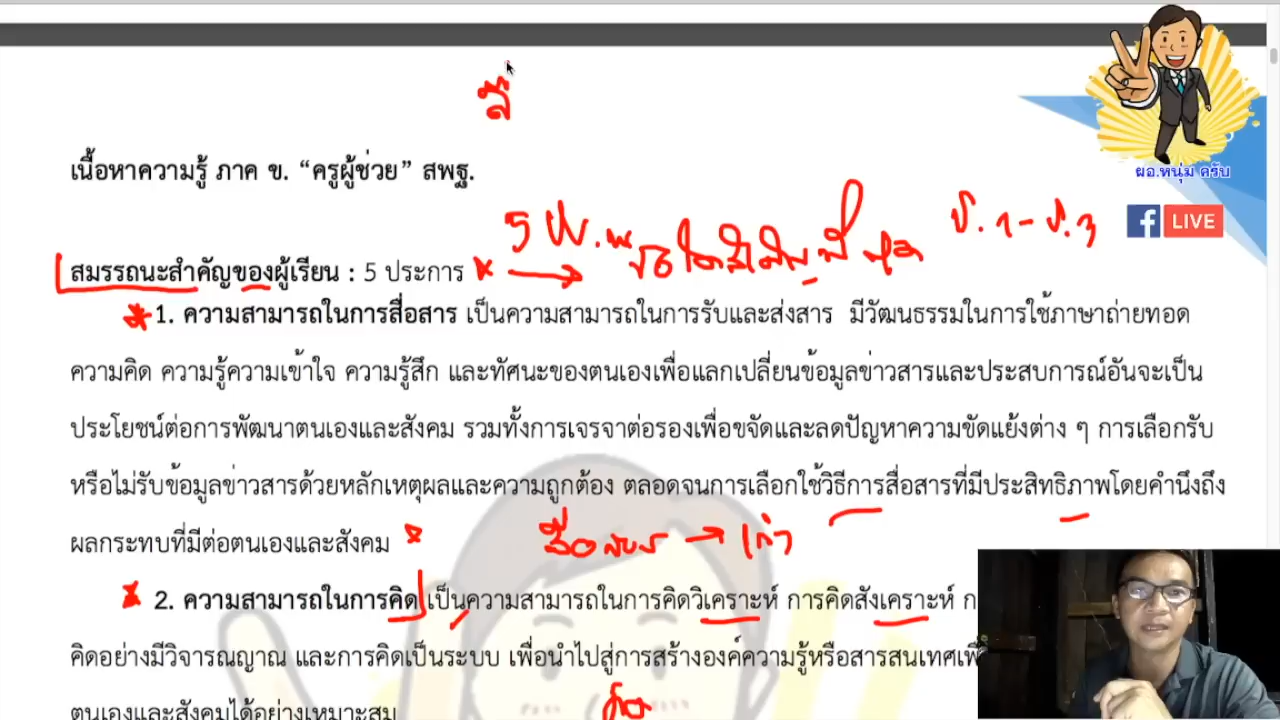 ผอ.หนุ่ม ครับ
LIVE
เนื้อหาความรู้ ภาค ข. “ครูผู้ช่วย” สพฐ.
ป.1-ป.3
สมรรถนะสำคัญของผู้เรียน : 5 ประการ
1. ความสามารถในการสื่อสาร เป็นความสามารถในการรับและส่งสาร มีวัฒนธรรมในการใช้ภาษาถ่ายทอด
ความคิด ความรู้ความเข้าใจ ความรู้สึก และทัศนะของตนเองเพื่อแลกเปลี่ยนข้อมูลข่าวสารและประสบการณ์อันจะเป็น
ประโยชน์ต่อการพัฒนาตนเองและสังคม รวมทั้งการเจรจาต่อรองเพื่อขจัดและลดปัญหาความขัดแย้งต่าง ๆ การเลือกรับ
หรือไม่รับข้อมูลข่าวสารด้วยหลักเหตุผลและความถูกต้อง ตลอดจนการเลือกใช้วิธีการสื่อสารที่มีประสิทธิภาพโดยคำนึงถึง
ผลกระทบที่มีต่อตนเองและสังคม
2. ความสามารถในการคิด เป็นความสามารถในการคิดวิเคราะห์ การคิดสังเคราะห์ ก
คิดอย่างมีวิจารณญาณ และการคิดเป็นระบบ เพื่อนำไปสู่การสร้างองค์ความรู้หรือสารสนเทศเพื่
ตนเองและสังคมได้อย่างเหมาะสม